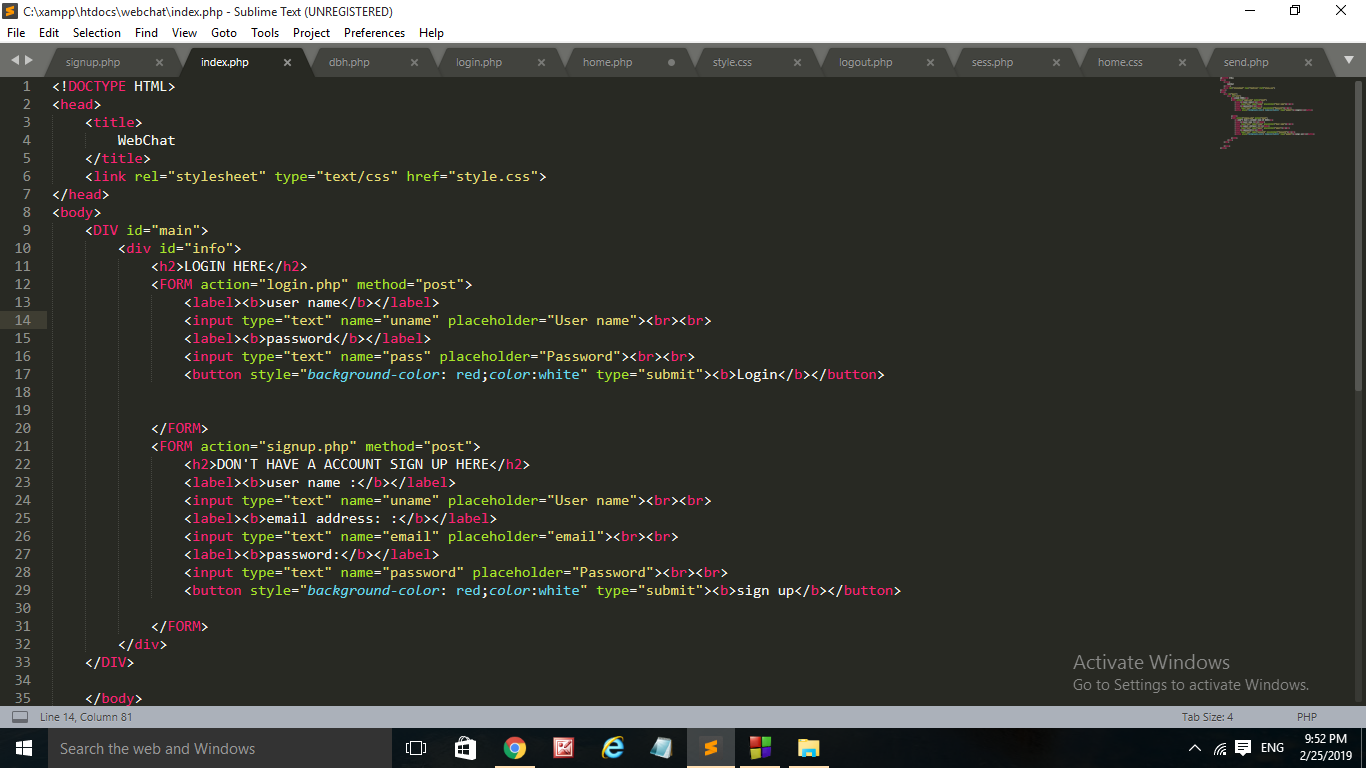 C:\xampp\htdocs\webchat\index.php - Sublime Text (UNREGISTERED)
File Edit Selection Find View Goto Tools Project Preferences Help
signup.php index.php dbh.php login.php home.php style.css logout.php sess.php home.css send.php
1 <!DOCTYPE HTML>
2 <head>
3 <title>
4 WebChat
5 </title>
6 <link rel="stylesheet" type="text/css" href="style.css">
7 </head>
8 <body>
9 <DIV id="main">
10 <div id="info">
11 <h2>LOGIN HERE</h2>
12 <FORM action="login.php" method="post">
13 <label><b>user name</b></label>
14 <input type="text" name="uname" placeholder="User name"><br><br>
15 <label><b>password</b></label>
16 <input type="text" name="pass" placeholder="Password"><br><br>
17 <button style="background-color: red;color:white" type="submit"><b>Login</b></button>
18
19
20 </FORM>
21 <FORM action="signup.php" method="post">
22 <h2>DON'T HAVE A ACCOUNT SIGN UP HERE</h2>
23 <label><b>user name :</b></label>
24 <input type="text" name="uname" placeholder="User name"><br><br>
25 <label><b>email address: :</b></label>
26 <input type="text" name="email" placeholder="email"><br><br>
27 <label><b>password:</b></label>
28 <input type="text" name="password" placeholder="Password"><br><br>
29 <button style="background-color: red;color:white" type="submit"><b>sign up</b></button>
30
31 </FORM>
32 </div>
33 </DIV>
34
35 </body>
Activate Windows
Go to Settings to activate Windows.
Line 14, Column 81 Tab Size: 4 PHP
Search the web and Windows
ENG
9:52 PM
2/25/2019